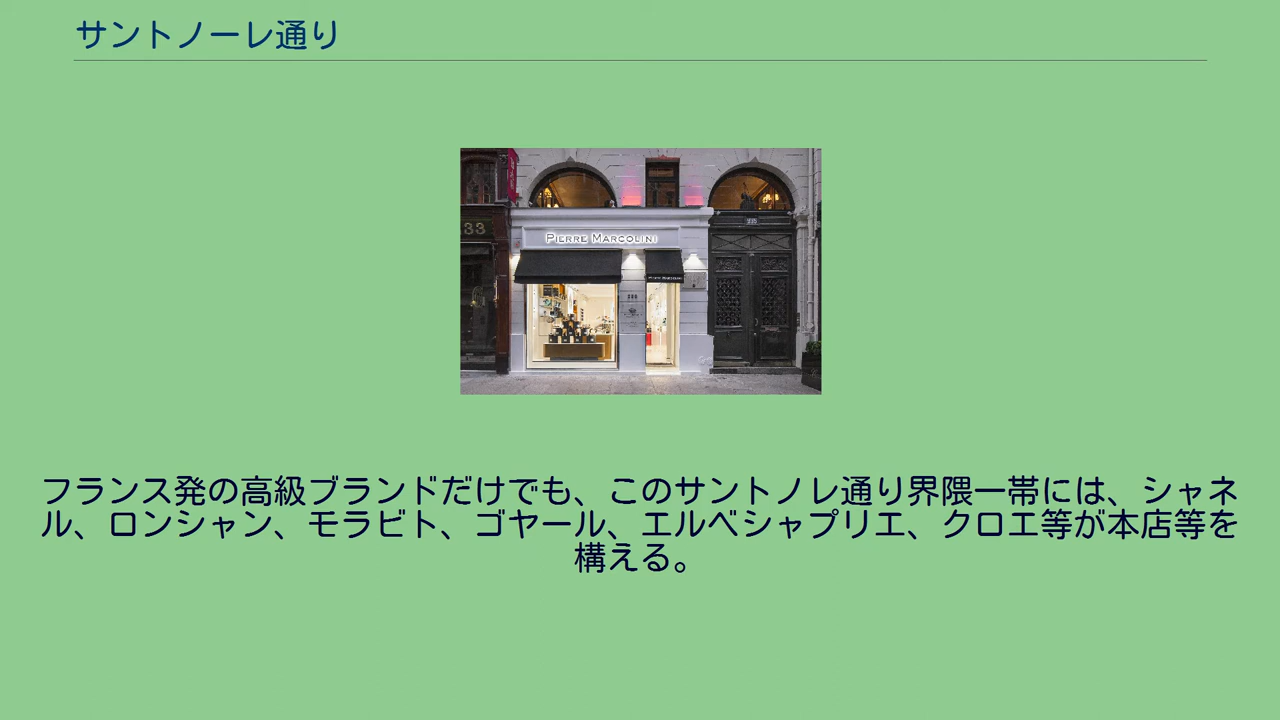 サントノーレ通り
33
PIERRE MARCOLINI
フランス発の高級ブランドだけでも、このサントノレ通り界隈一帯には、シャネ
ル、ロンシャン、モラビト、ゴヤール、エルベシャプリエ、クロエ等が本店等を
構える。